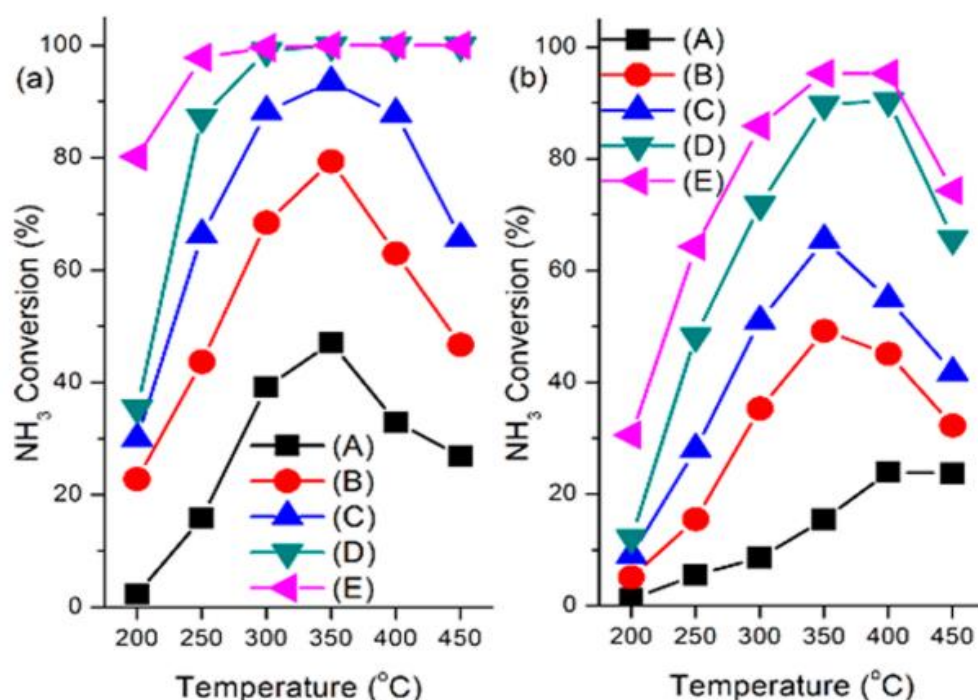 (a)
NH₃ Conversion (%)
100
80
60
40
20
0
(A)
(B)
(C)
(D)
(E)
200 250 300 350 400 450
Temperature (°C)
(b)
NH₃ Conversion (%)
100
80
60
40
20
0
(A)
(B)
(C)
(D)
(E)
200 250 300 350 400 450
Temperature (°C)